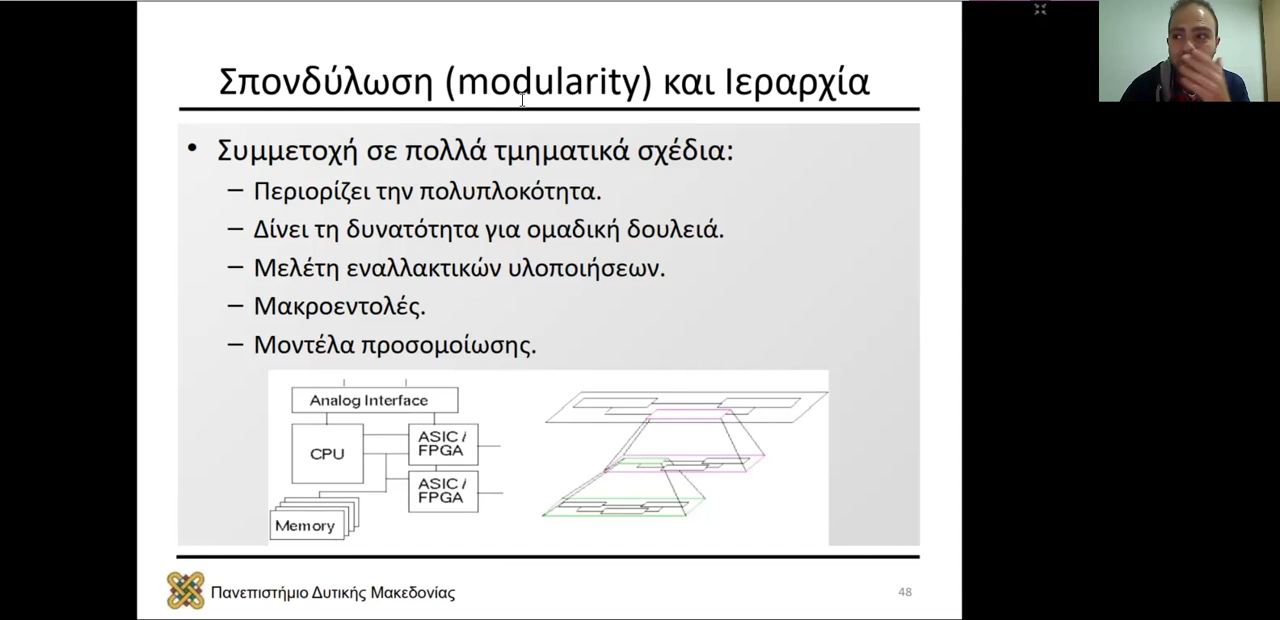 Σπονδύλωση (modularity) και Ιεραρχία
• Συμμετοχή σε πολλά τμηματικά σχέδια:
– Περιορίζει την πολυπλοκότητα.
– Δίνει τη δυνατότητα για ομαδική δουλειά.
– Μελέτη εναλλακτικών υλοποιήσεων.
– Μακροεντολές.
– Μοντέλα προσομοίωσης.
Analog Interface
CPU
ASIC /
FPGA
ASIC /
FPGA
Memory
Πανεπιστήμιο Δυτικής Μακεδονίας
48